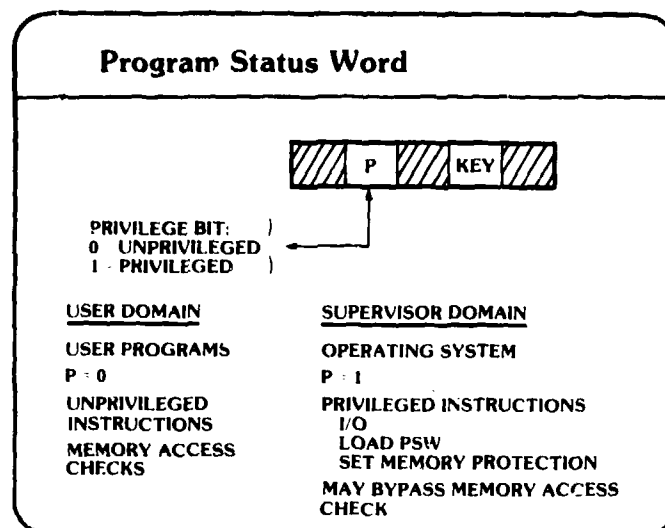 Program Status Word
P KEY
PRIVILEGE BIT:
0 UNPRIVILEGED
1 - PRIVILEGED
USER DOMAIN
USER PROGRAMS
P = 0
UNPRIVILEGED
INSTRUCTIONS
MEMORY ACCESS
CHECKS
SUPERVISOR DOMAIN
OPERATING SYSTEM
P = 1
PRIVILEGED INSTRUCTIONS
I/O
LOAD PSW
SET MEMORY PROTECTION
MAY BYPASS MEMORY ACCESS
CHECK